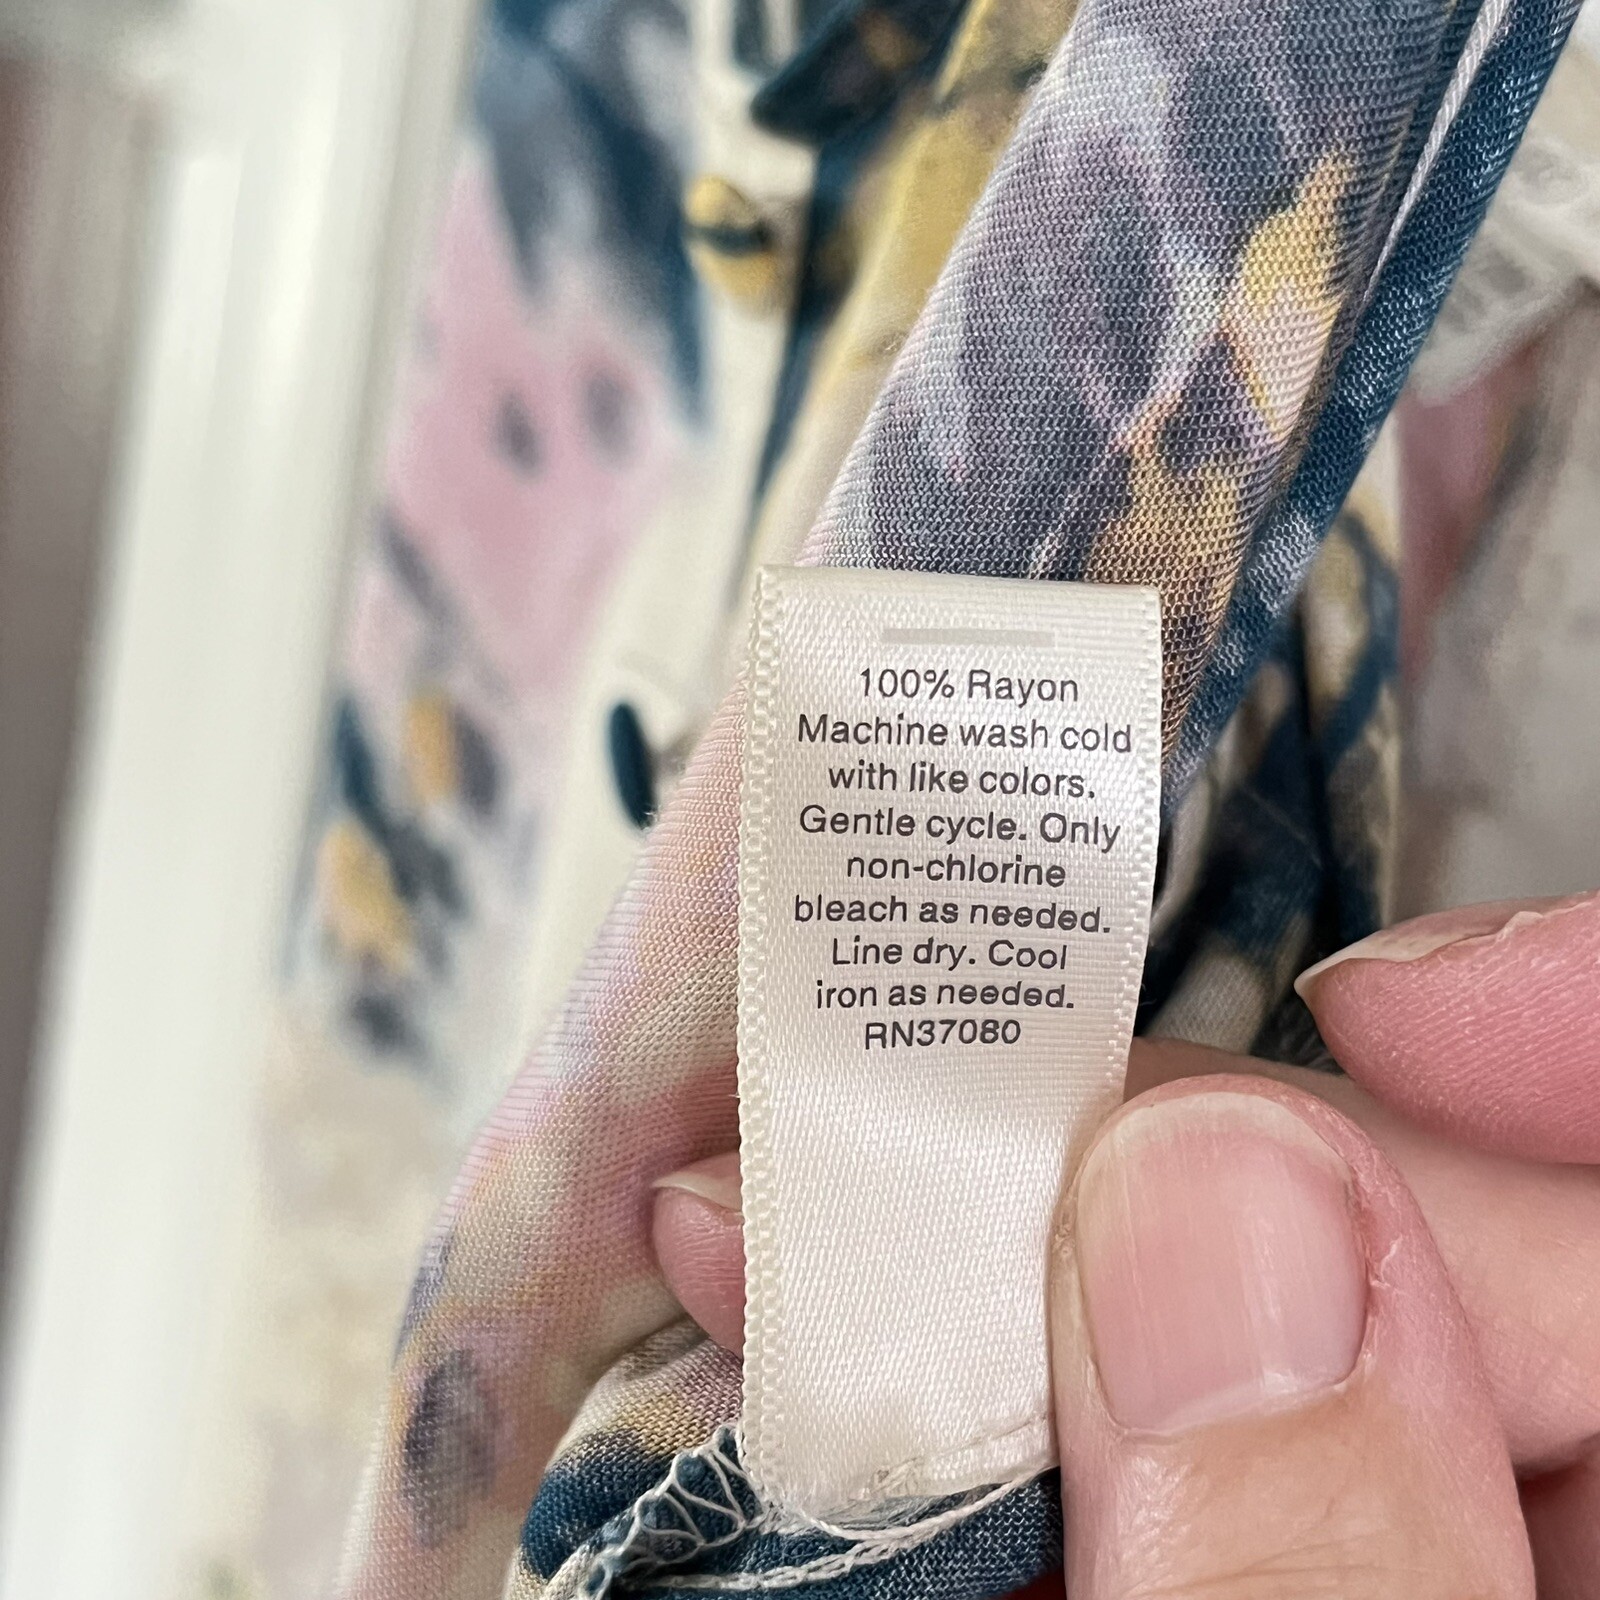 100% Rayon
Machine wash cold
with like colors.
Gentle cycle. Only
non-chlorine
bleach as needed.
Line dry. Cool
iron as needed.
RN37080